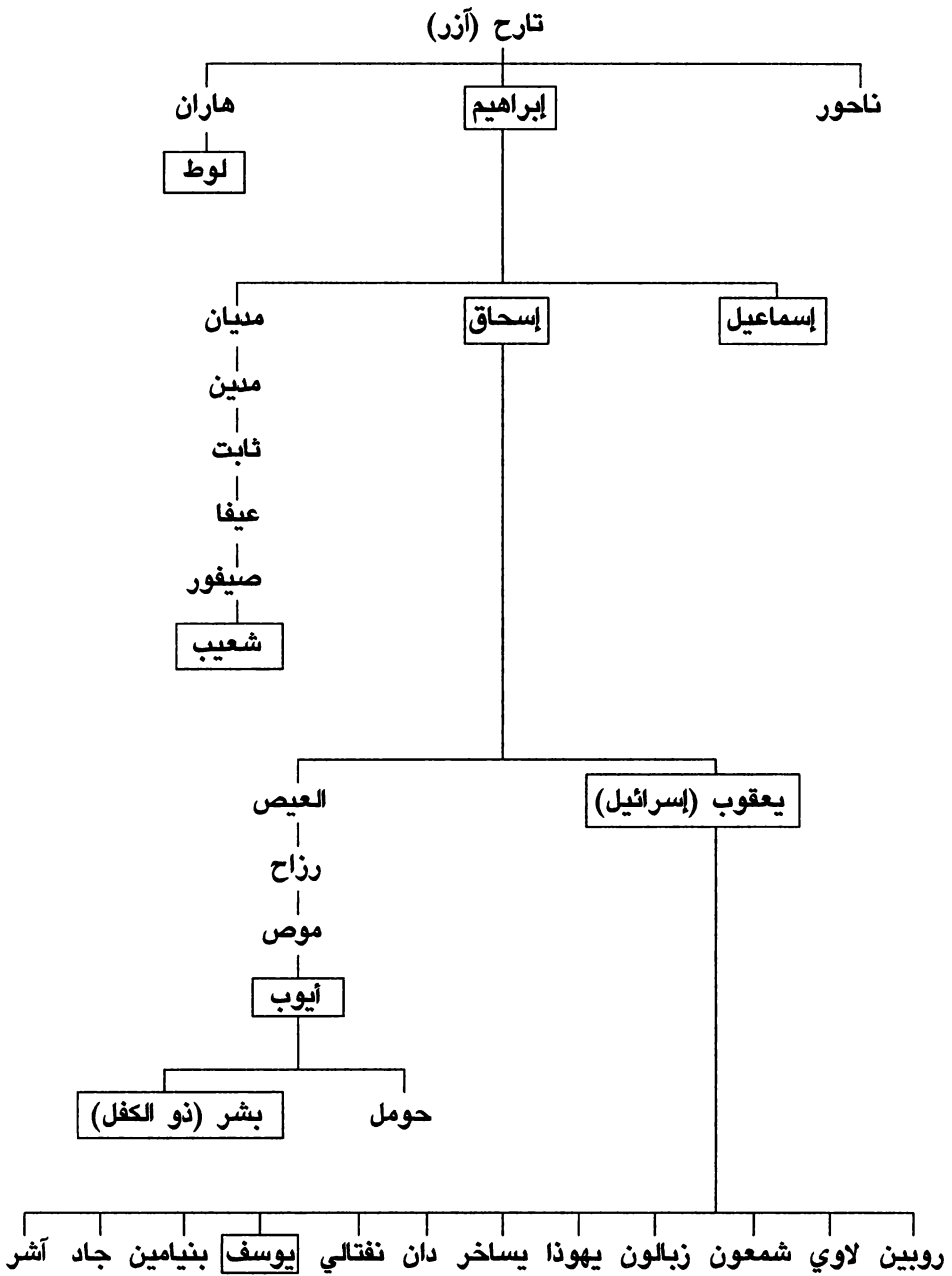 تارح (آزر)
ناحور إبراهيم هاران
لوط
إسماعيل إسحاق مديان
مدين
ثابت
عيفا
صيفور
شعيب
يعقوب (إسرائيل) العيص
رزاح
موص
أيوب
حومل بشر (ذو الكفل)
روبين لاوي شمعون زبالون يهوذا يساخر دان نفتالي يوسف بنيامين جاد آشر